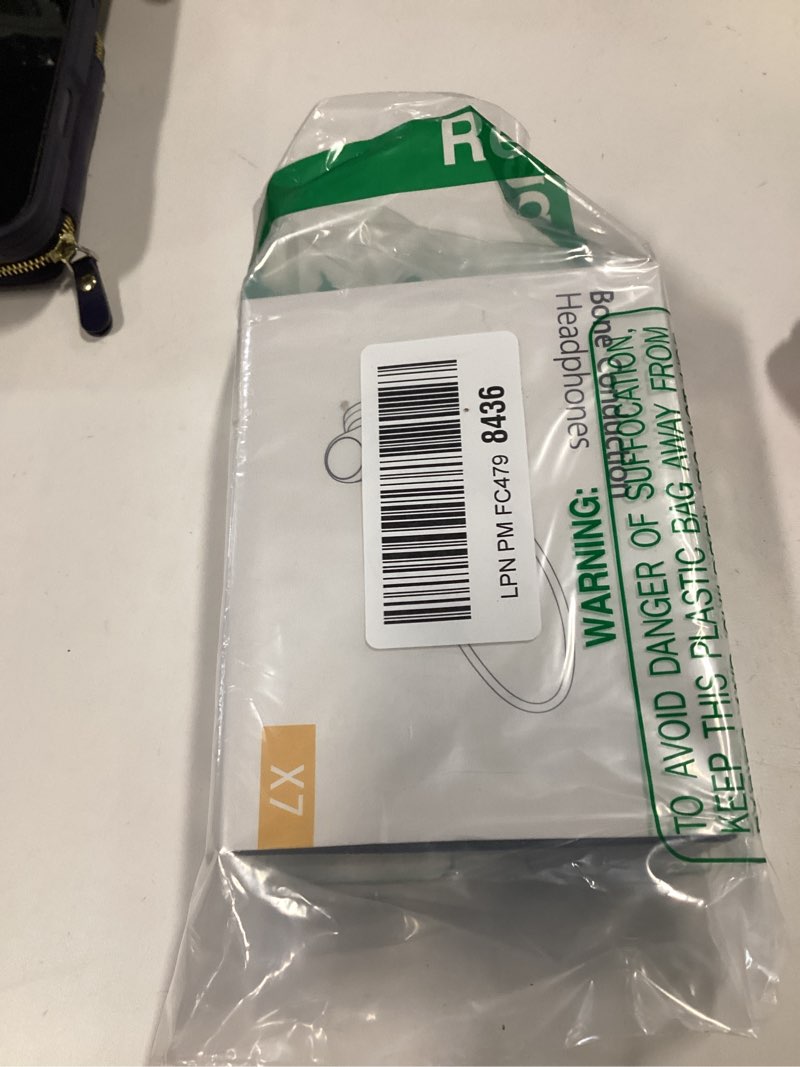 Bone Conduction
Headphones
LPN PM FC479 8436
WARNING:
TO AVOID DANGER OF SUFFOCATION,
KEEP THIS PLASTIC BAG AWAY FROM
X7